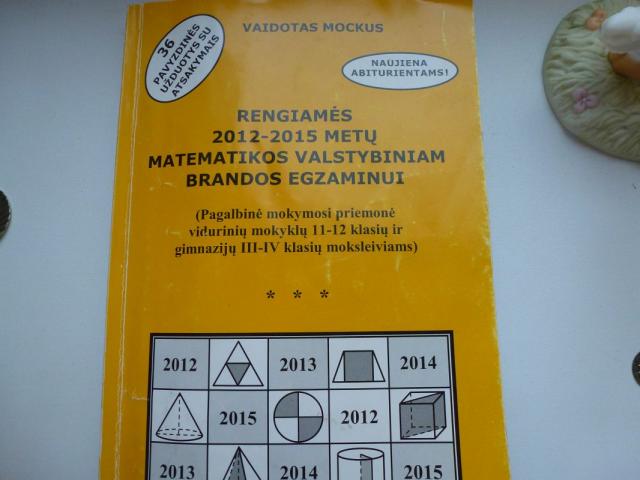 VAIDOTAS MOCKUS
36
PAVYZDINĖS
UŽDUOTYS SU
ATSAKYMAIS
NAUJIENA
ABITURIENTAMS!
RENGIAMĖS
2012-2015 METŲ
MATEMATIKOS VALSTYBINIAM
BRANDOS EGZAMINUI
(Pagalbinė mokymosi priemonė
vidurinių mokyklų 11-12 klasių ir
gimnazijų III-IV klasių moksleiviams)
* * *
2012 2013 2014
2015 2012
2013 2014 2015